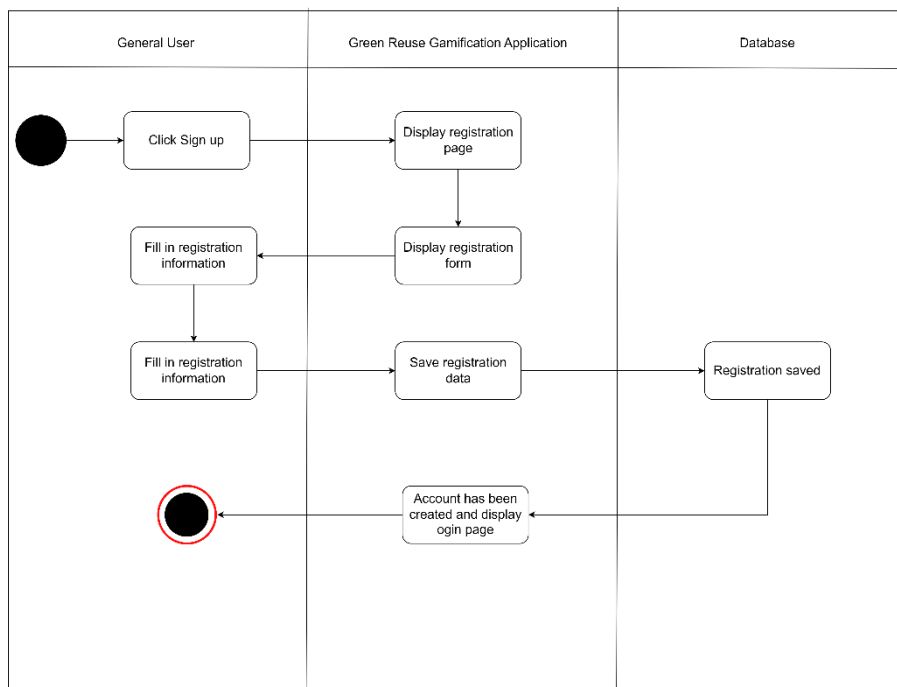 General User
Green Reuse Gamification Application
Database
Click Sign up
Display registration
page
Fill in registration
information
Display registration
form
Fill in registration
information
Save registration
data
Registration saved
Account has been
created and display
ogin page